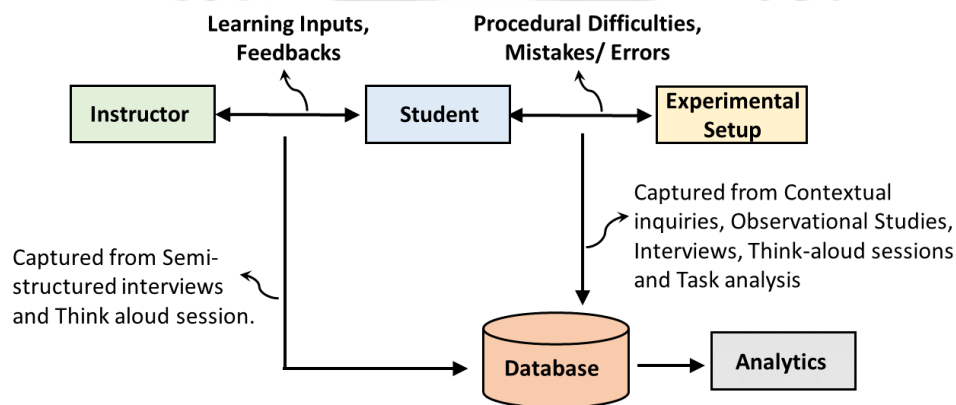 Learning Inputs,
Feedbacks
Procedural Difficulties,
Mistakes/ Errors
Instructor
Student
Experimental
Setup
Captured from Contextual
inquiries, Observational Studies,
Interviews, Think-aloud sessions
and Task analysis
Captured from Semi-
structured interviews
and Think aloud session.
Database
Analytics